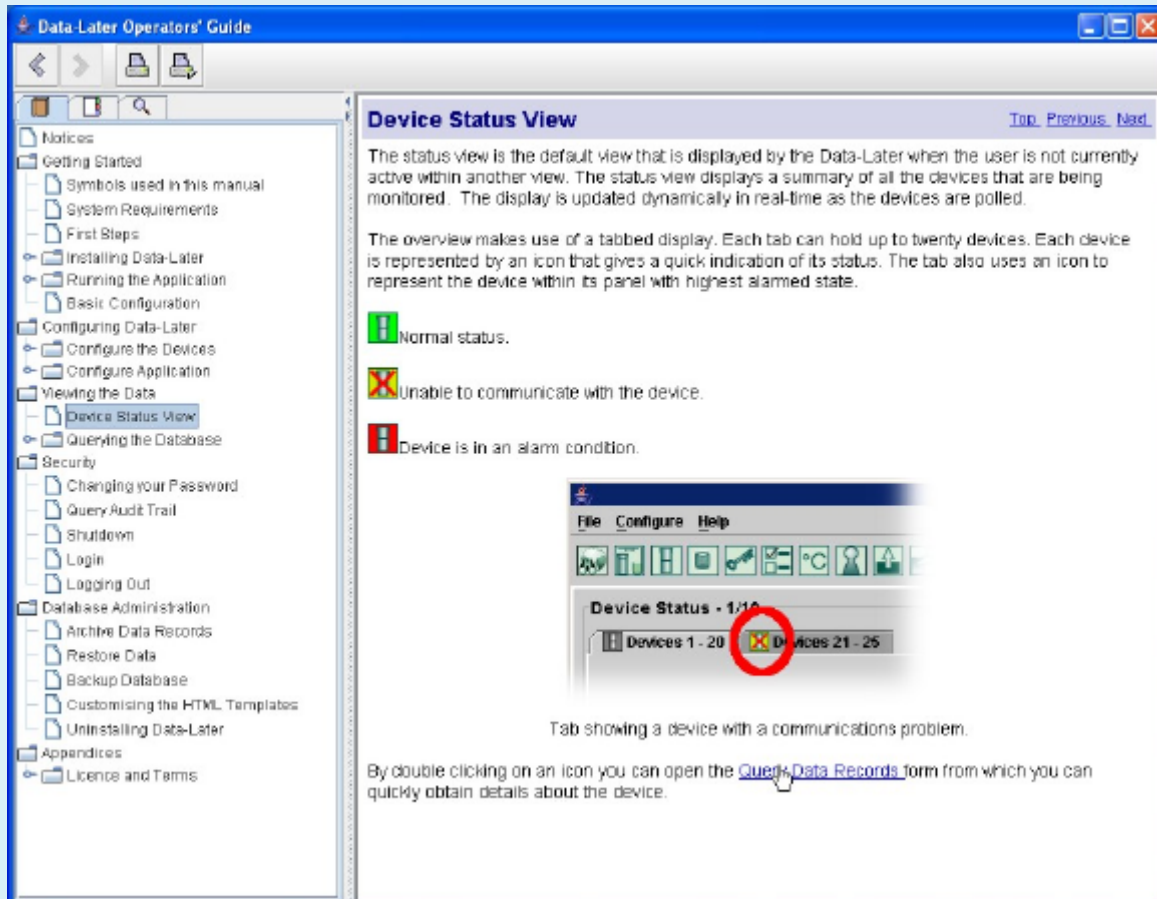 Data-Later Operators' Guide
Notices
Getting Started
Symbols used in this manual
System Requirements
First Steps
Installing Data-Later
Running the Application
Basic Configuration
Configuring Data-Later
Configure the Devices
Configure Application
Viewing the Data
Device Status View
Querying the Database
Security
Changing your Password
Query Audit Trail
Shutdown
Login
Logging Out
Database Administration
Archive Data Records
Restore Data
Backup Database
Customising the HTML Templates
Uninstalling Data-Later
Appendices
Licence and Terms
Device Status View Top Previous Next
The status view is the default view that is displayed by the Data-Later when the user is not currently
active within another view. The status view displays a summary of all the devices that are being
monitored. The display is updated dynamically in real-time as the devices are polled.
The overview makes use of a tabbed display. Each tab can hold up to twenty devices. Each device
is represented by an icon that gives a quick indication of its status. The tab also uses an icon to
represent the device within its panel with highest alarmed state.
Normal status.
Unable to communicate with the device.
Device is in an alarm condition.
File Configure Help
°C
Device Status - 1/10
Devices 1 - 20 Devices 21 - 25
Tab showing a device with a communications problem.
By double clicking on an icon you can open the Query Data Records form from which you can
quickly obtain details about the device.